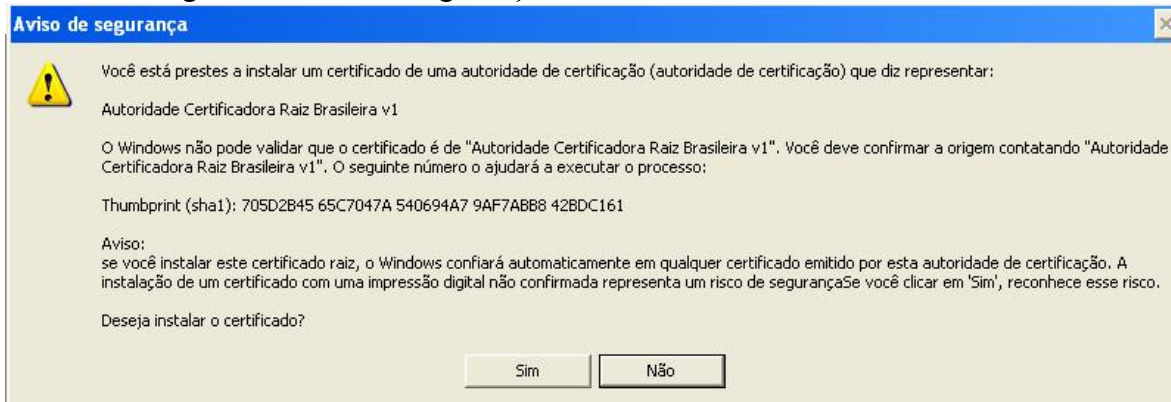 Aviso de segurança
Você está prestes a instalar um certificado de uma autoridade de certificação (autoridade de certificação) que diz representar:
Autoridade Certificadora Raiz Brasileira v1
O Windows não pode validar que o certificado é de "Autoridade Certificadora Raiz Brasileira v1". Você deve confirmar a origem contatando "Autoridade
Certificadora Raiz Brasileira v1". O seguinte número o ajudará a executar o processo:
Thumbprint (sha1): 705D2B45 65C7047A 540694A7 9AF7ABB8 42BDC161
Aviso:
se você instalar este certificado raiz, o Windows confiará automaticamente em qualquer certificado emitido por esta autoridade de certificação. A
instalação de um certificado com uma impressão digital não confirmada representa um risco de segurançaSe você clicar em 'Sim', reconhece esse risco.
Deseja instalar o certificado?
Sim Não